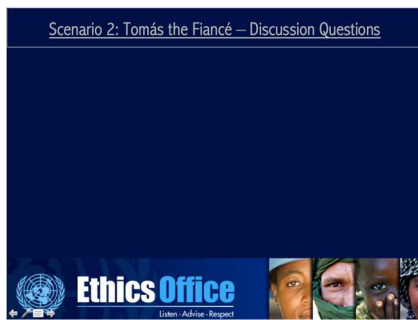 Scenario 2: Tomás the Fiancé – Discussion Questions
Ethics Office
Listen - Advise - Respect